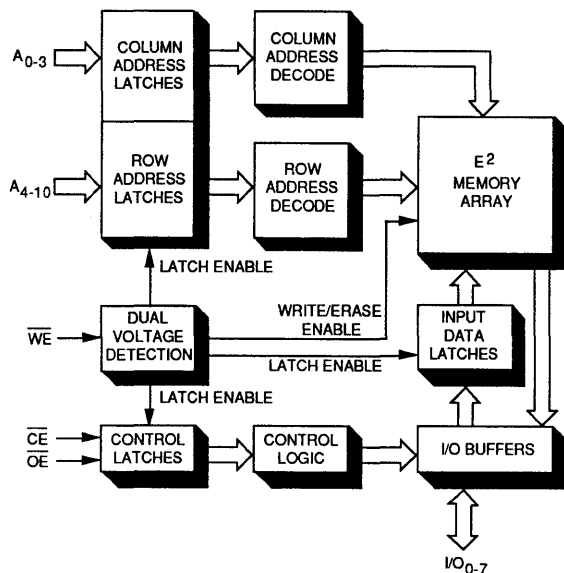 A0-3
COLUMN
ADDRESS
LATCHES
COLUMN
ADDRESS
DECODE
A4-10
ROW
ADDRESS
LATCHES
ROW
ADDRESS
DECODE
E²
MEMORY
ARRAY
LATCH ENABLE
WE
DUAL
VOLTAGE
DETECTION
WRITE/ERASE
ENABLE
LATCH ENABLE
INPUT
DATA
LATCHES
LATCH ENABLE
CE
OE
CONTROL
LATCHES
CONTROL
LOGIC
I/O BUFFERS
I/O0-7